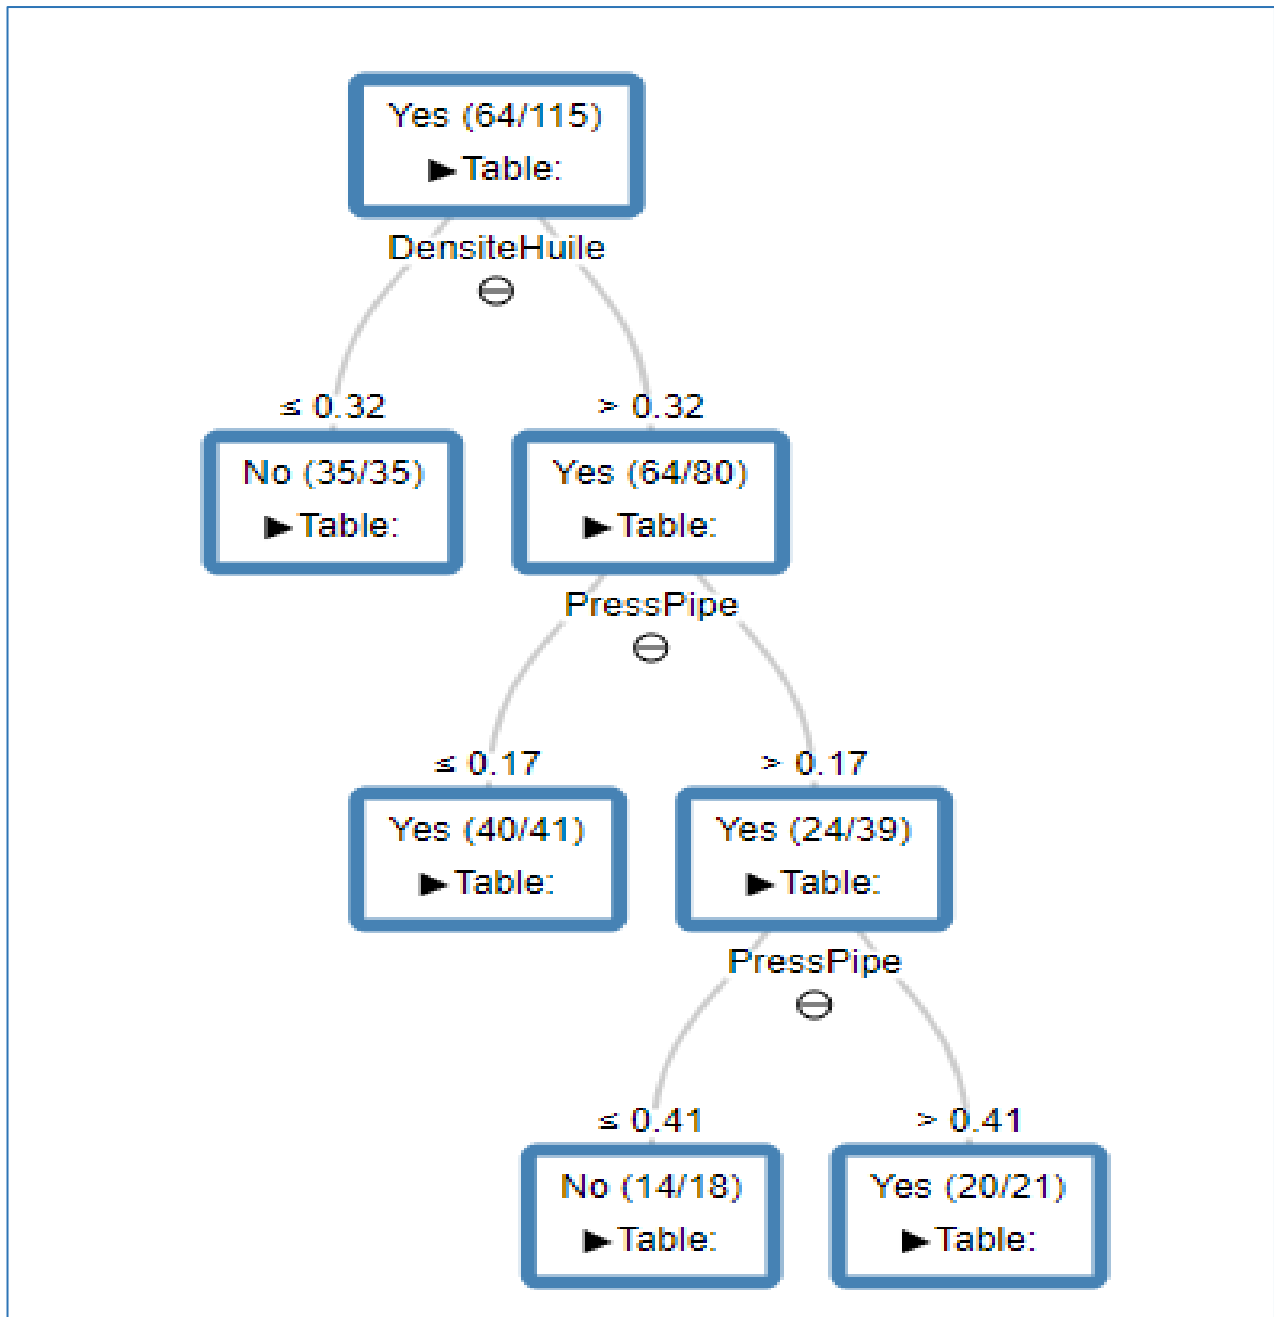 Yes (64/115)
► Table:
DensiteHuile
≤ 0.32
> 0.32
No (35/35)
► Table:
Yes (64/80)
► Table:
PressPipe
≤ 0.17
> 0.17
Yes (40/41)
► Table:
Yes (24/39)
► Table:
PressPipe
≤ 0.41
> 0.41
No (14/18)
► Table:
Yes (20/21)
► Table: